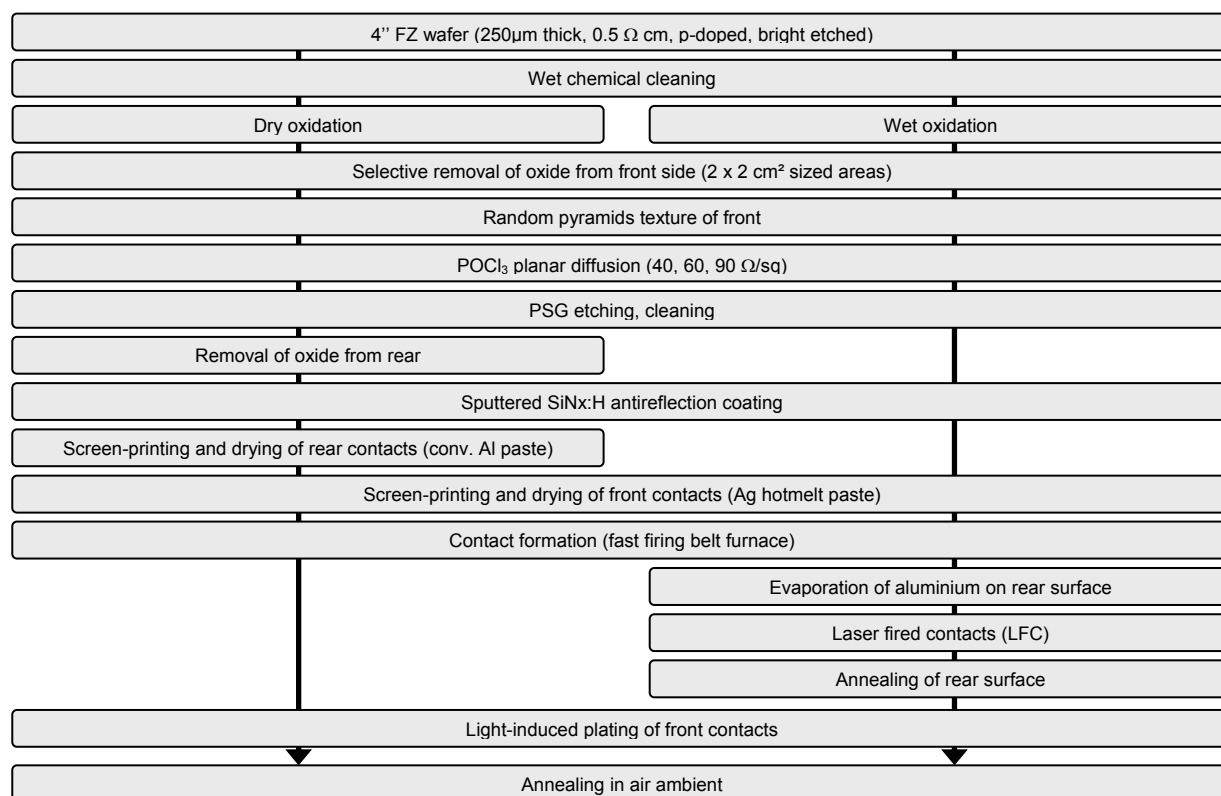 4’’ FZ wafer (250µm thick, 0.5 Ω cm, p-doped, bright etched)
Wet chemical cleaning
Dry oxidation
Wet oxidation
Selective removal of oxide from front side (2 x 2 cm² sized areas)
Random pyramids texture of front
POCl₃ planar diffusion (40, 60, 90 Ω/sq)
PSG etching, cleaning
Removal of oxide from rear
Sputtered SiNx:H antireflection coating
Screen-printing and drying of rear contacts (conv. Al paste)
Screen-printing and drying of front contacts (Ag hotmelt paste)
Contact formation (fast firing belt furnace)
Evaporation of aluminium on rear surface
Laser fired contacts (LFC)
Annealing of rear surface
Light-induced plating of front contacts
Annealing in air ambient